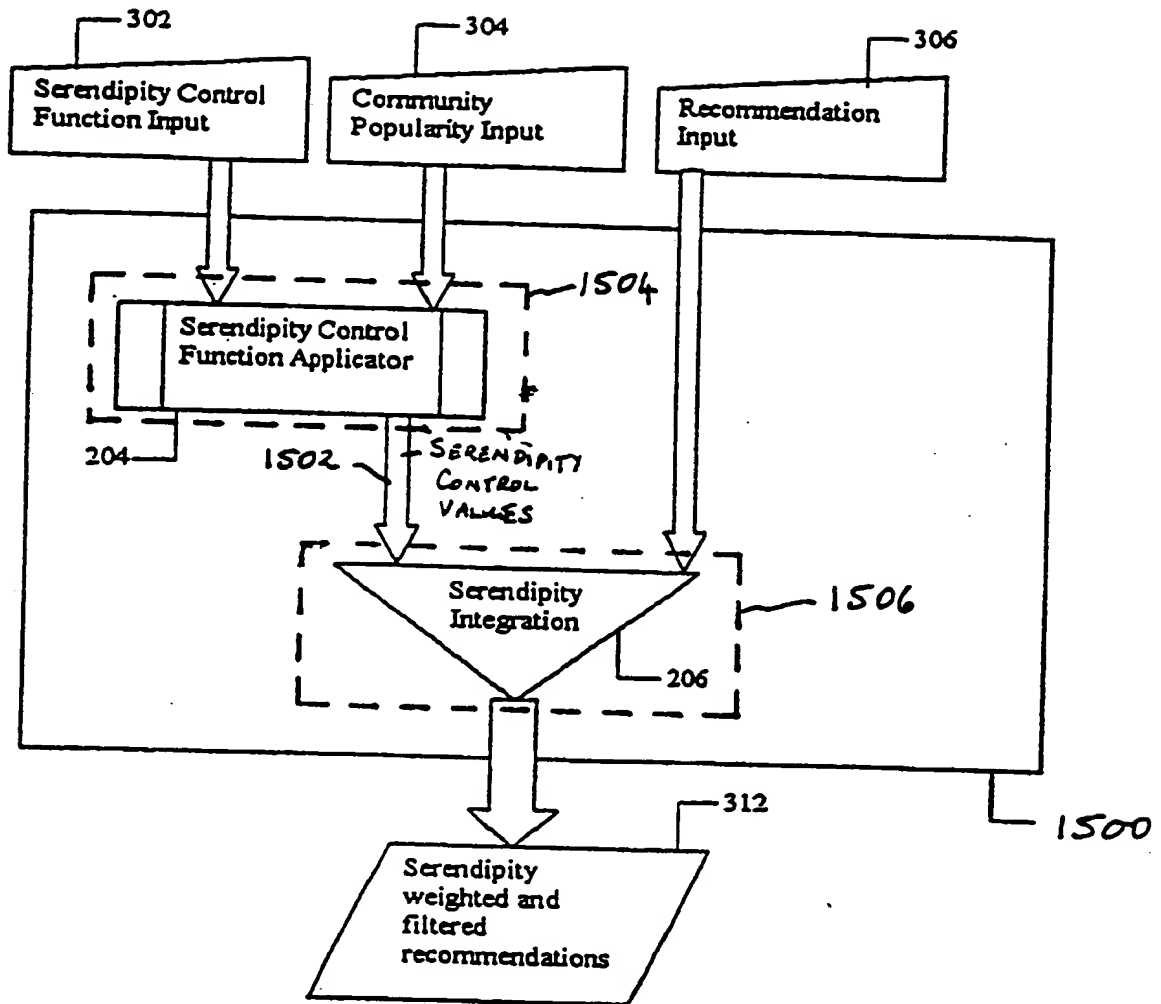 302
304
306
Serendipity Control
Function Input
Community
Popularity Input
Recommendation
Input
1504
Serendipity Control
Function Applicator
204
1502
SERENDIPITY
CONTROL
VALUES
Serendipity
Integration
1506
206
312
1500
Serendipity
weighted and
filtered
recommendations